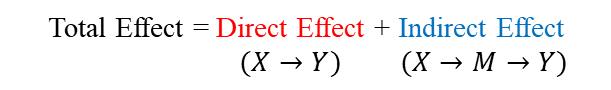 Total Effect = Direct Effect + Indirect Effect
(X → Y) (X → M → Y)